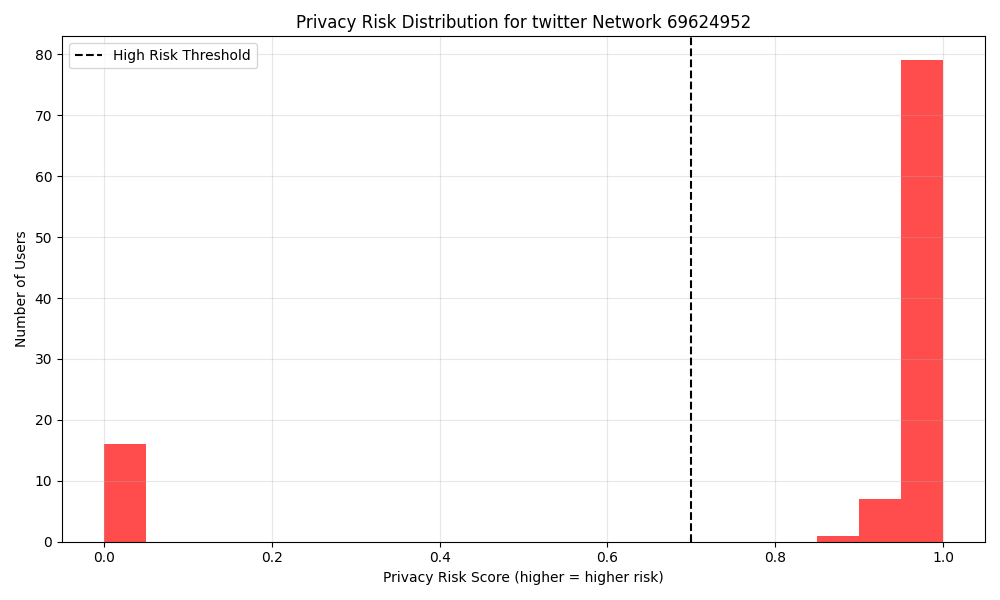 Privacy Risk Distribution for twitter Network 69624952
High Risk Threshold
80
70
60
50
40
30
20
10
0
Number of Users
0.0 0.2 0.4 0.6 0.8 1.0
Privacy Risk Score (higher = higher risk)